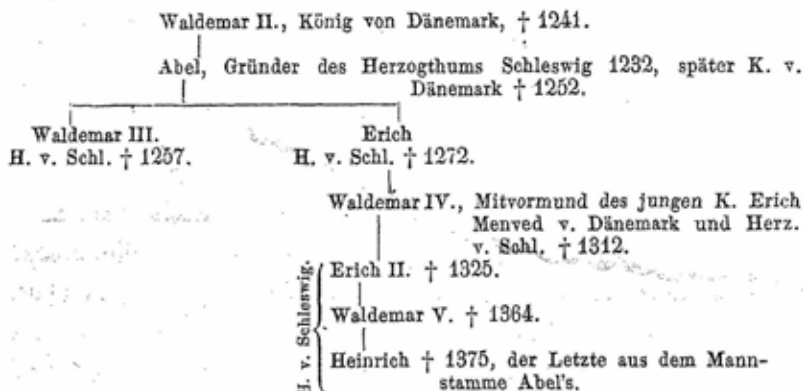 Waldemar II., König von Dänemark, † 1241.
Abel, Gründer des Herzogthums Schleswig 1232, später K. v.
Dänemark † 1252.
Waldemar III.
H. v. Schl. † 1257.
Erich
H. v. Schl. † 1272.
Waldemar IV., Mitvormund des jungen K. Erich
Menved v. Dänemark und Herz.
v. Schl. † 1312.
H. v. Schleswig.
Erich II. † 1325.
Waldemar V. † 1364.
Heinrich † 1375, der Letzte aus dem Mann-
stamme Abel's.